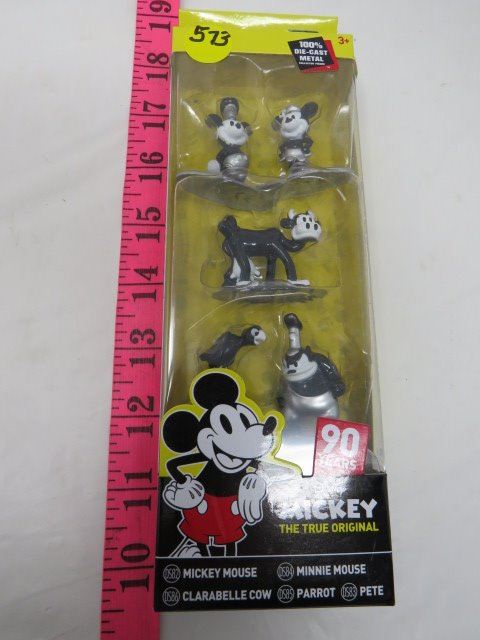 573
100%
DIE-CAST
METAL
3+
90
YEARS
MICKEY
THE TRUE ORIGINAL
DS82 MICKEY MOUSE DS84 MINNIE MOUSE
DS86 CLARABELLE COW DS85 PARROT DS83 PETE
19
18
17
16
15
14
13
12
11
10